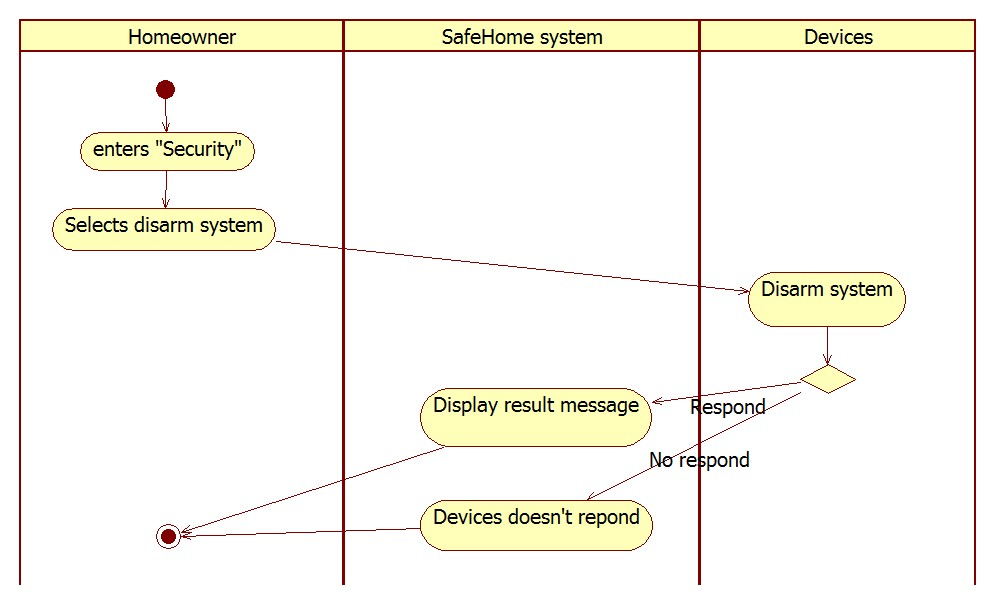 Homeowner
SafeHome system
Devices
enters "Security"
Selects disarm system
Disarm system
Display result message
Respond
No respond
Devices doesn't repond